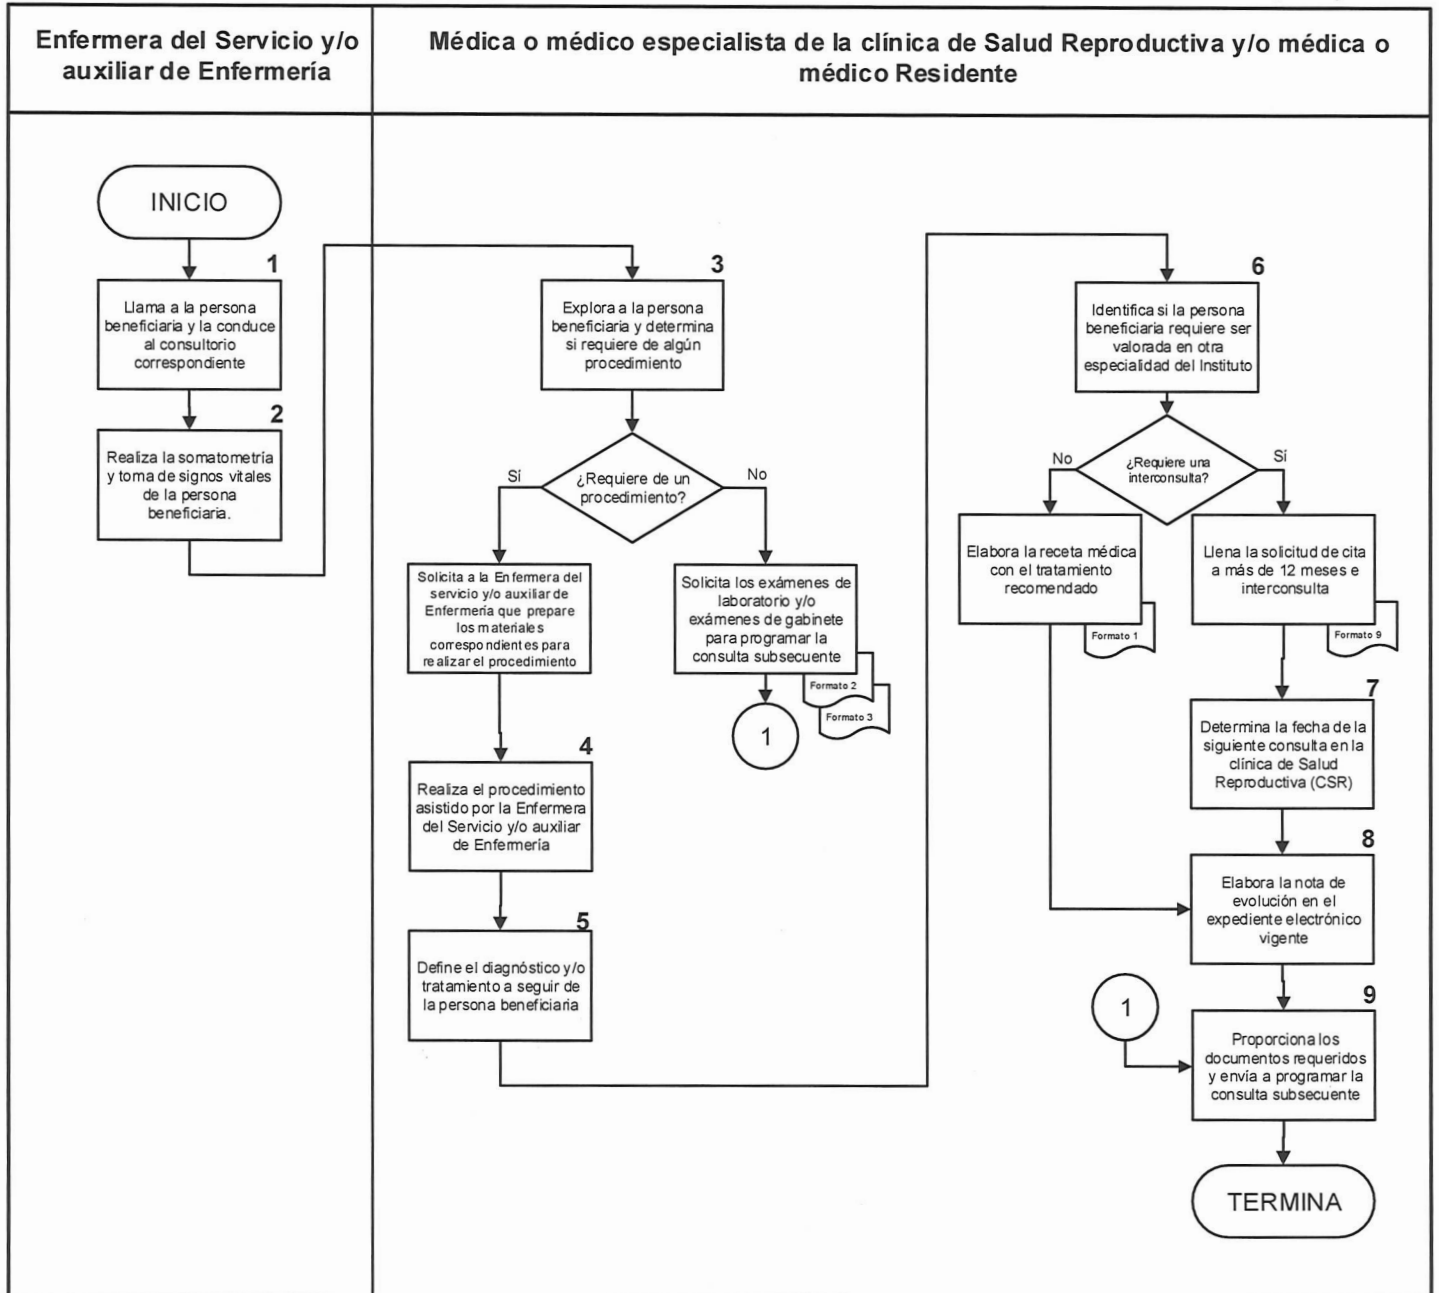 Enfermera del Servicio y/o
auxiliar de Enfermería
Médica o médico especialista de la clínica de Salud Reproductiva y/o médica o
médico Residente
INICIO
1
Llama a la persona
beneficiaria y la conduce
al consultorio
correspondiente
2
Realiza la somatometría
y toma de signos vitales
de la persona
beneficiaria.
3
Explora a la persona
beneficiaria y determina
si requiere de algún
procedimiento
¿Requiere de un
procedimiento?
Sí
No
Solicita a la Enfermera del
servicio y/o auxiliar de
Enfermería que prepare
los materiales
correspondientes para
realizar el procedimiento
Solicita los exámenes de
laboratorio y/o
exámenes de gabinete
para programar la
consulta subsecuente
Formato 2
Formato 3
1
4
Realiza el procedimiento
asistido por la Enfermera
del Servicio y/o auxiliar
de Enfermería
5
Define el diagnóstico y/o
tratamiento a seguir de
la persona beneficiaria
6
Identifica si la persona
beneficiaria requiere ser
valorada en otra
especialidad del Instituto
¿Requiere una
interconsulta?
No
Sí
Elabora la receta médica
con el tratamiento
recomendado
Formato 1
Llena la solicitud de cita
a más de 12 meses e
interconsulta
Formato 9
7
Determina la fecha de la
siguiente consulta en la
clínica de Salud
Reproductiva (CSR)
8
Elabora la nota de
evolución en el
expediente electrónico
vigente
9
1
Proporciona los
documentos requeridos
y envía a programar la
consulta subsecuente
TERMINA